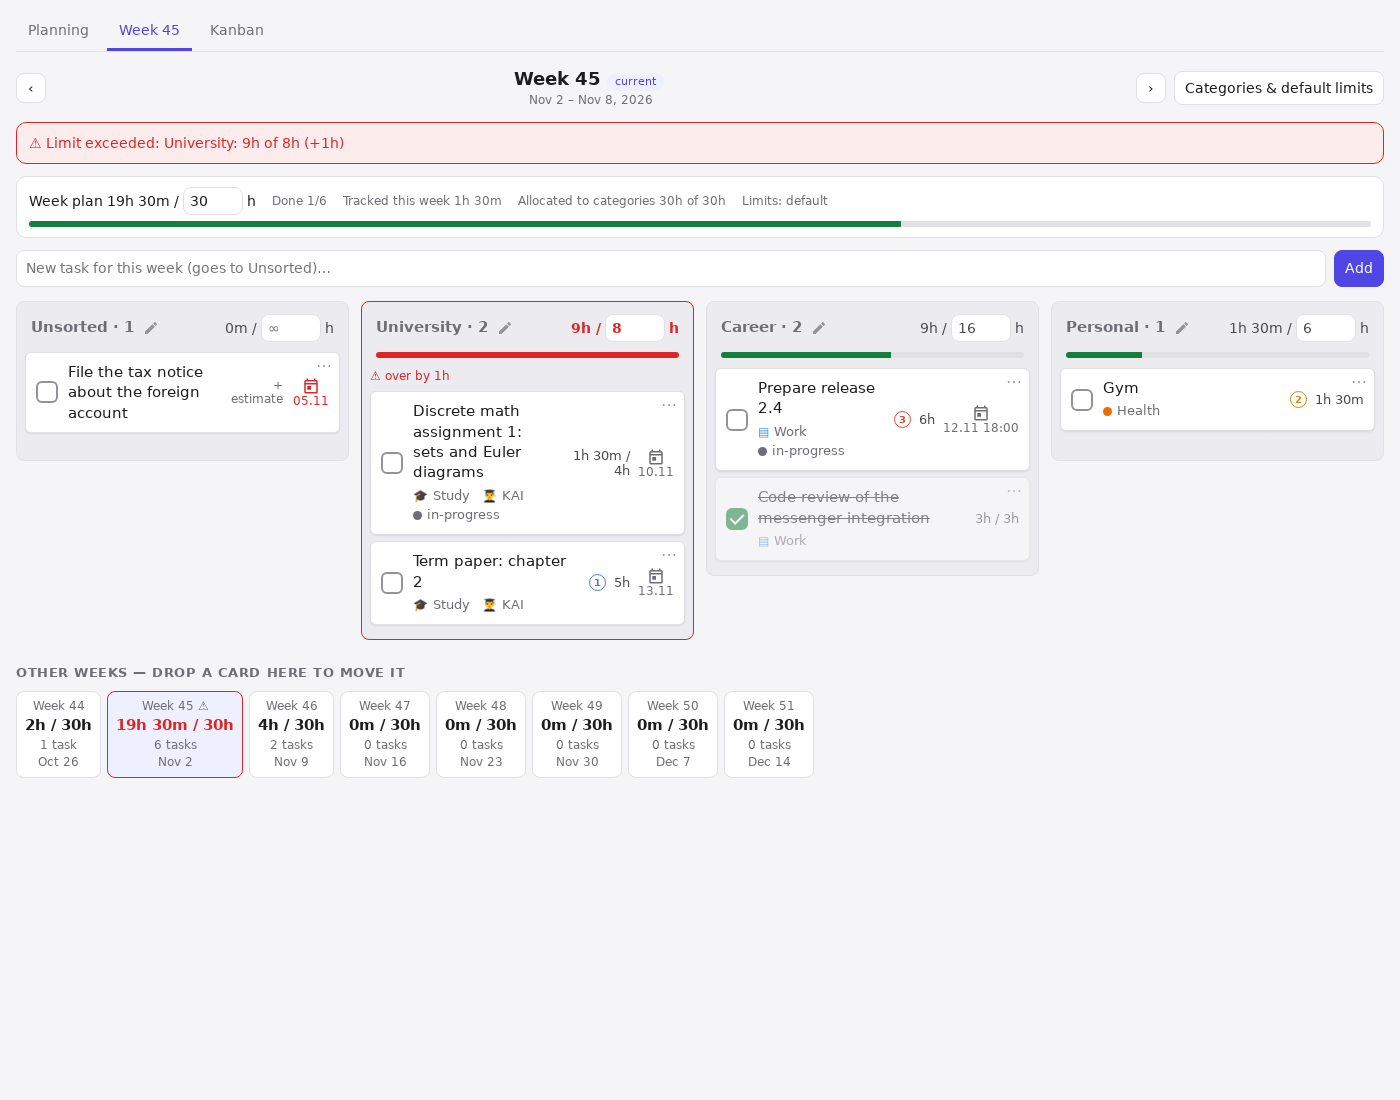 Planning Week 45 Kanban
‹
Week 45 current
Nov 2 – Nov 8, 2026
› Categories & default limits
⚠ Limit exceeded: University: 9h of 8h (+1h)
Week plan 19h 30m / 30 h Done 1/6 Tracked this week 1h 30m Allocated to categories 30h of 30h Limits: default
New task for this week (goes to Unsorted)…
Add
Unsorted · 1 0m / ∞ h
File the tax notice
about the foreign
account
+
estimate
05.11
University · 2 9h / 8 h
⚠ over by 1h
Discrete math
assignment 1:
sets and Euler
diagrams
🎓 Study 👨‍🎓 KAI
in-progress
1h 30m /
4h
10.11
Term paper: chapter
2
🎓 Study 👨‍🎓 KAI
1 5h
13.11
Career · 2 9h / 16 h
Prepare release
2.4
Work
in-progress
3 6h
12.11 18:00
Code review of the
messenger integration
Work
3h / 3h
Personal · 1 1h 30m / 6 h
Gym
Health
2 1h 30m
OTHER WEEKS — DROP A CARD HERE TO MOVE IT
Week 44
2h / 30h
1 task
Oct 26
Week 45 ⚠
19h 30m / 30h
6 tasks
Nov 2
Week 46
4h / 30h
2 tasks
Nov 9
Week 47
0m / 30h
0 tasks
Nov 16
Week 48
0m / 30h
0 tasks
Nov 23
Week 49
0m / 30h
0 tasks
Nov 30
Week 50
0m / 30h
0 tasks
Dec 7
Week 51
0m / 30h
0 tasks
Dec 14